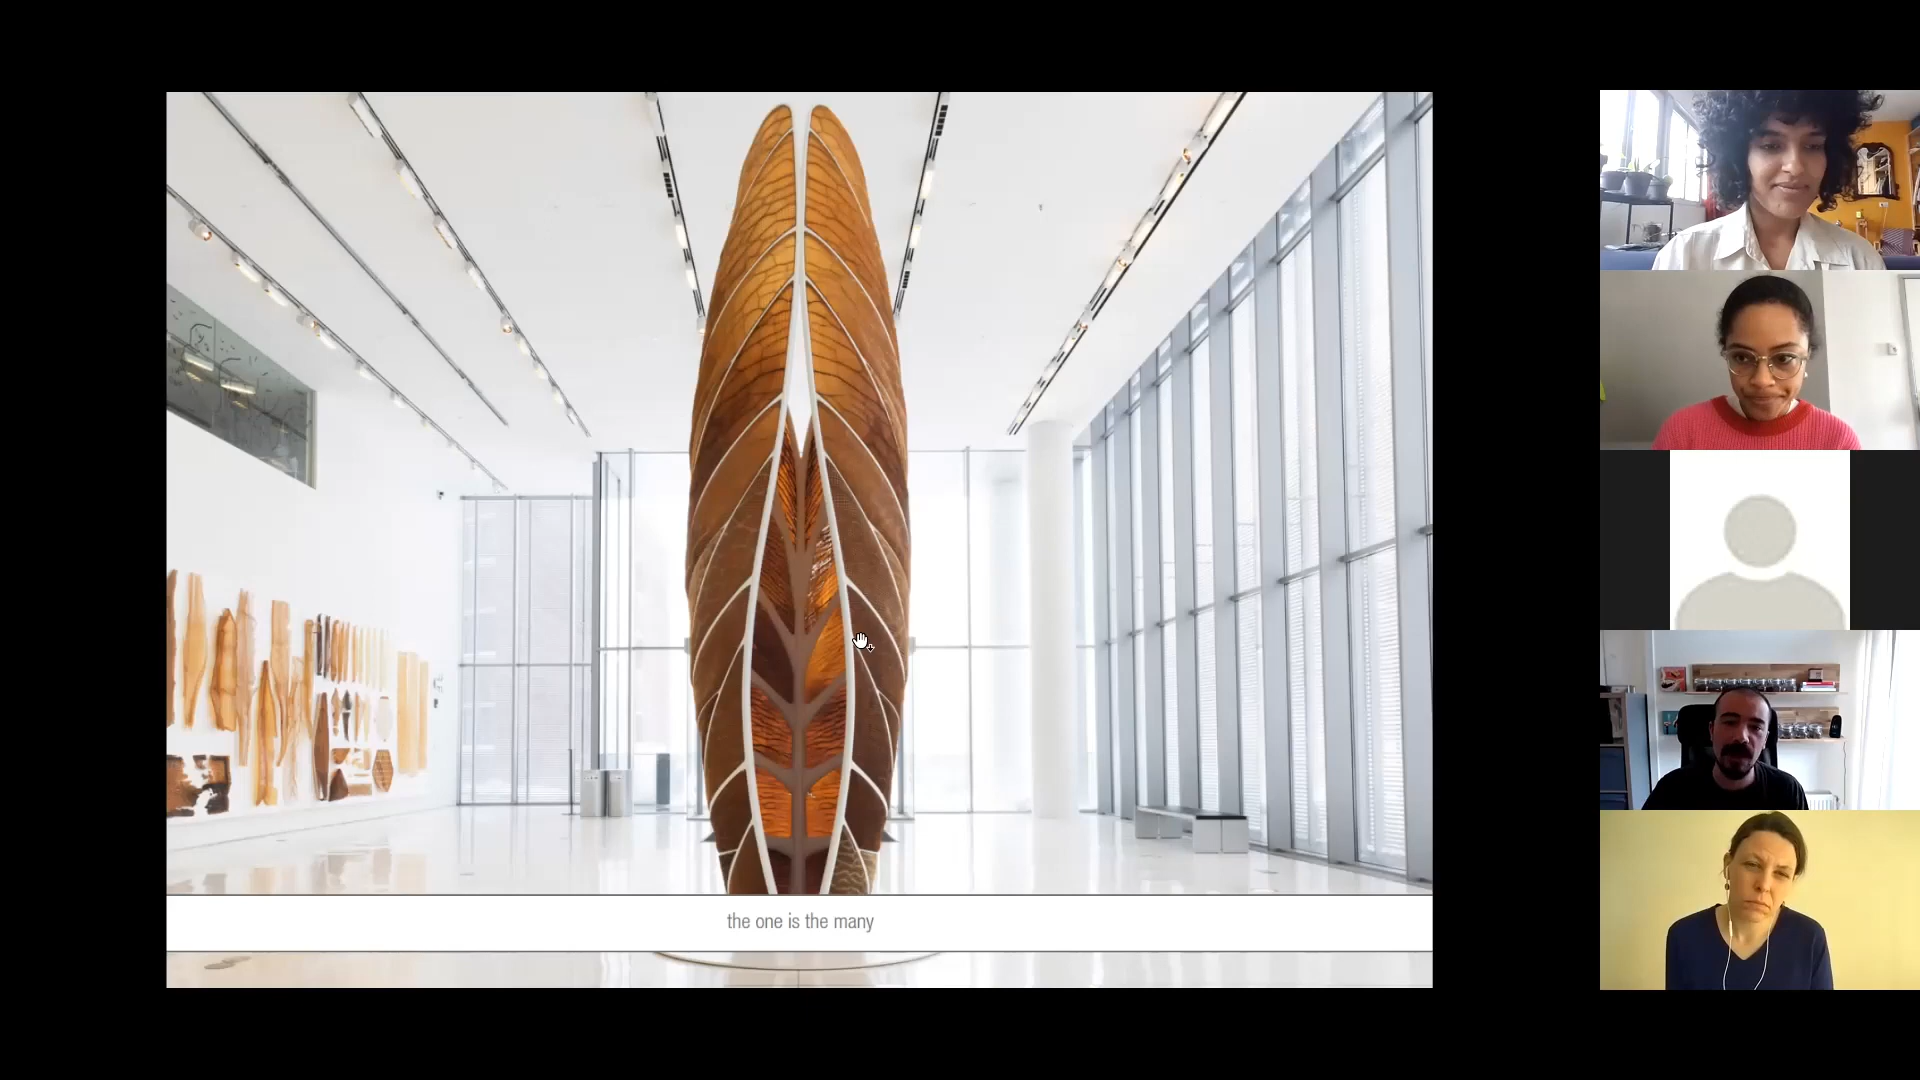 the one is the many